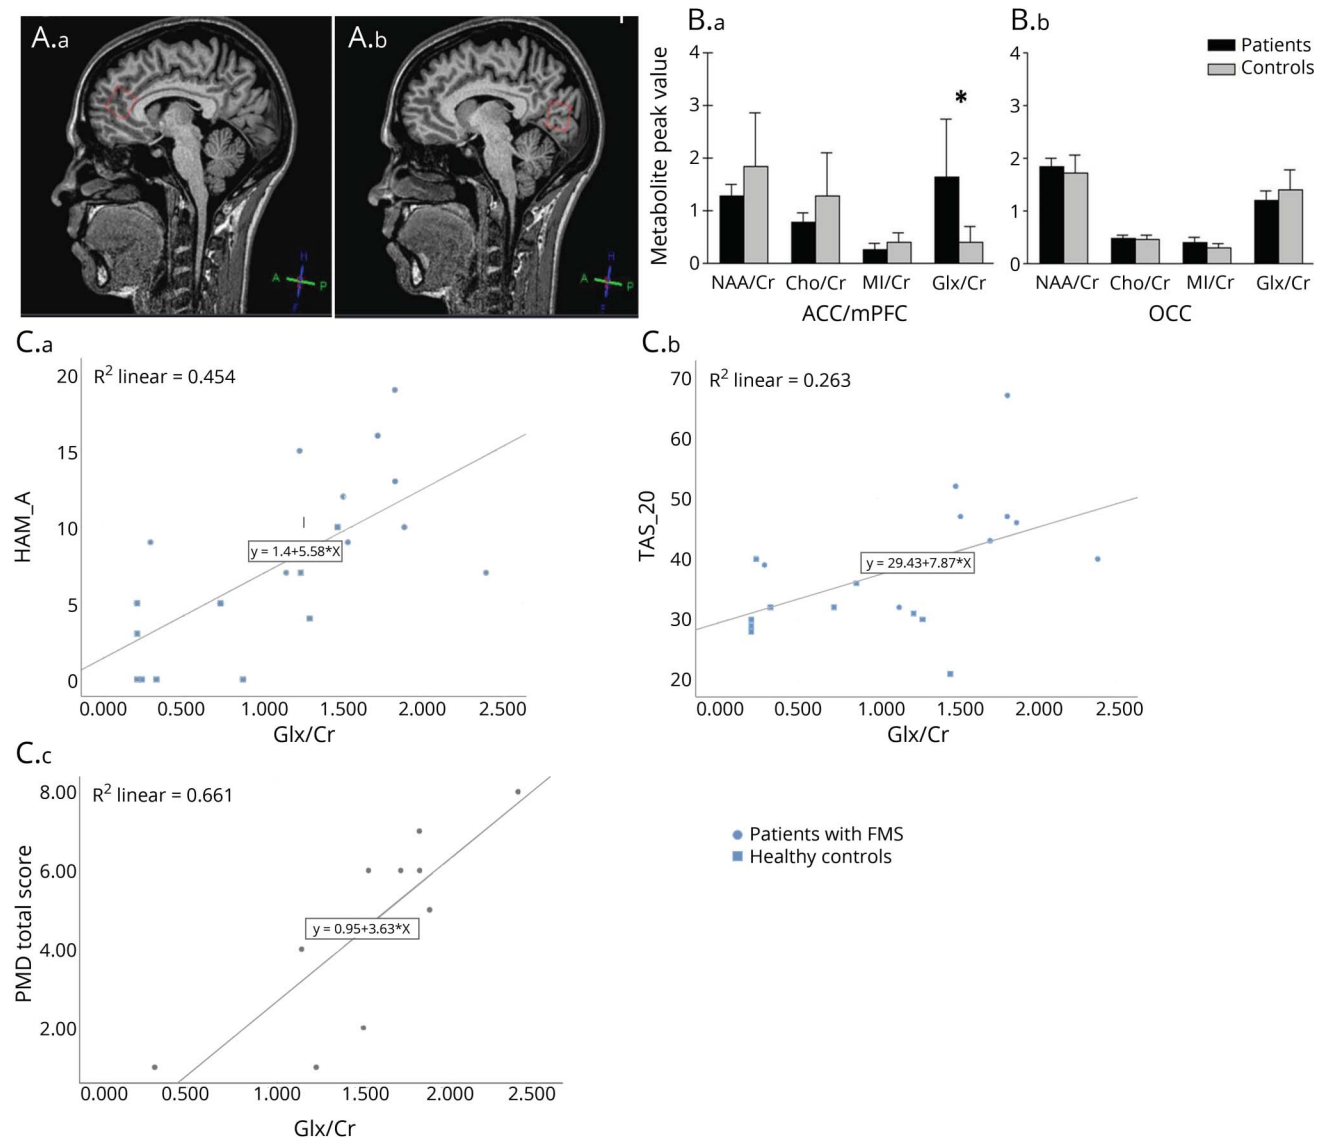 A.a
A.b
H
A
P
F
H
A
P
B.a
B.b
Patients
Controls
Metabolite peak value
4
3
2
1
0
*
NAA/Cr Cho/Cr MI/Cr Glx/Cr
ACC/mPFC
4
3
2
1
0
NAA/Cr Cho/Cr MI/Cr Glx/Cr
OCC
C.a
R2 linear = 0.454
HAM_A
20
15
10
5
0
y = 1.4+5.58*X
0.000 0.500 1.000 1.500 2.000 2.500
Glx/Cr
C.b
R2 linear = 0.263
TAS_20
70
60
50
40
30
20
y = 29.43+7.87*X
0.000 0.500 1.000 1.500 2.000 2.500
Glx/Cr
C.c
R2 linear = 0.661
PMD total score
8.00
6.00
4.00
2.00
y = 0.95+3.63*X
0.000 0.500 1.000 1.500 2.000 2.500
Glx/Cr
Patients with FMS
Healthy controls